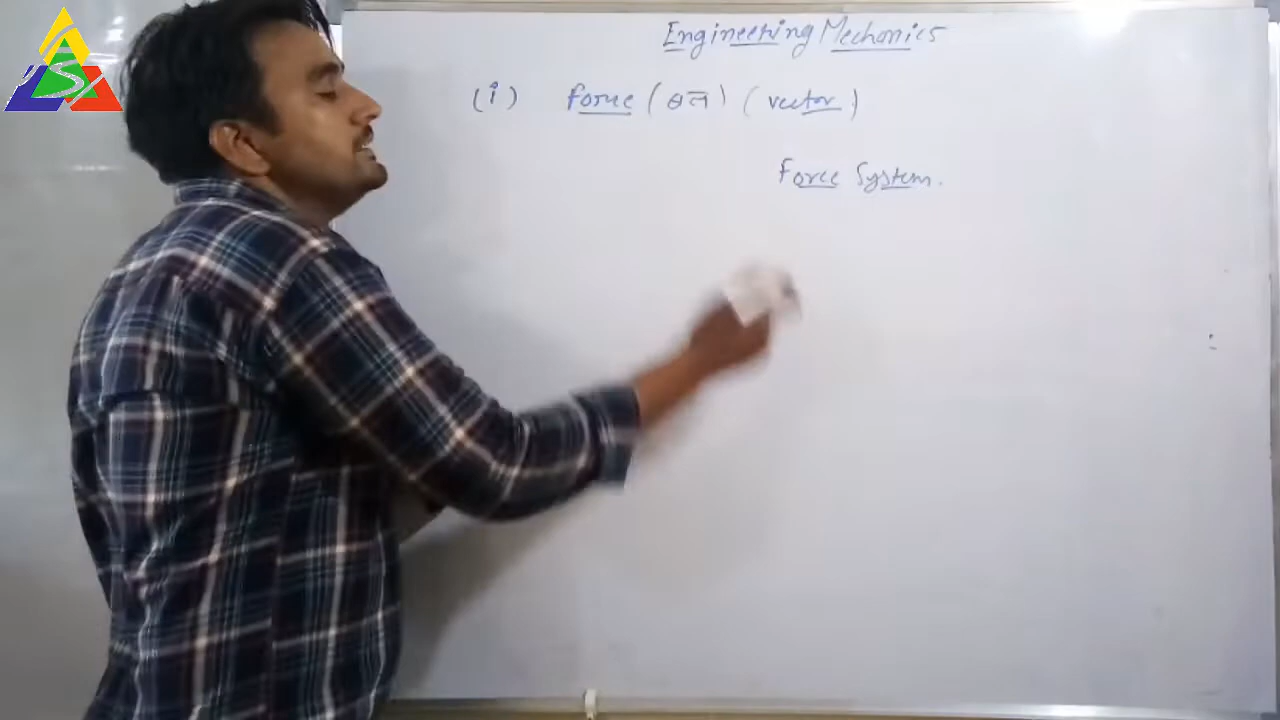 Engineering Mechanics
(i) Force (बल) (vector)
Force System.